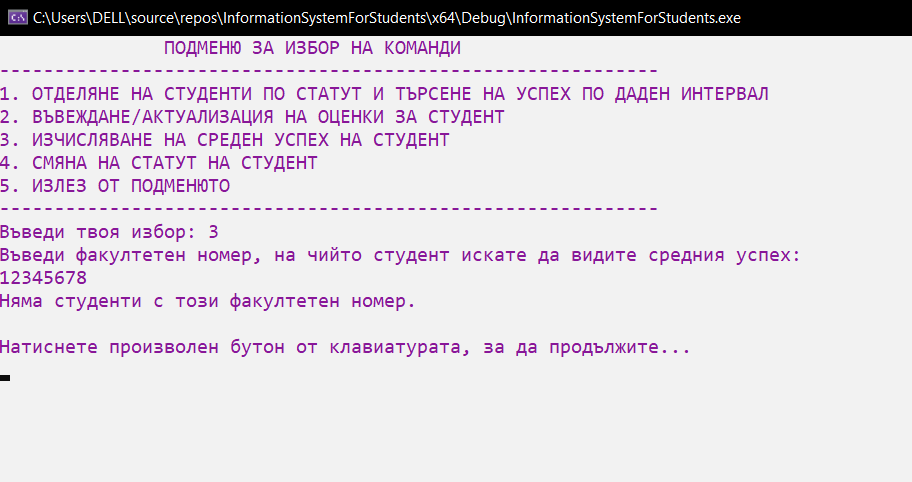 C:\Users\DELL\source\repos\InformationSystemForStudents\x64\Debug\InformationSystemForStudents.exe
ПОДМЕНЮ ЗА ИЗБОР НА КОМАНДИ
------------------------------------------------------------
1. ОТДЕЛЯНЕ НА СТУДЕНТИ ПО СТАТУТ И ТЪРСЕНЕ НА УСПЕХ ПО ДАДЕН ИНТЕРВАЛ
2. ВЪВЕЖДАНЕ/АКТУАЛИЗАЦИЯ НА ОЦЕНКИ ЗА СТУДЕНТ
3. ИЗЧИСЛЯВАНЕ НА СРЕДЕН УСПЕХ НА СТУДЕНТ
4. СМЯНА НА СТАТУТ НА СТУДЕНТ
5. ИЗЛЕЗ ОТ ПОДМЕНЮТО
------------------------------------------------------------
Въведи твоя избор: 3
Въведи факултетен номер, на чийто студент искате да видите средния успех:
12345678
Няма студенти с този факултетен номер.
Натиснете произволен бутон от клавиатурата, за да продължите...